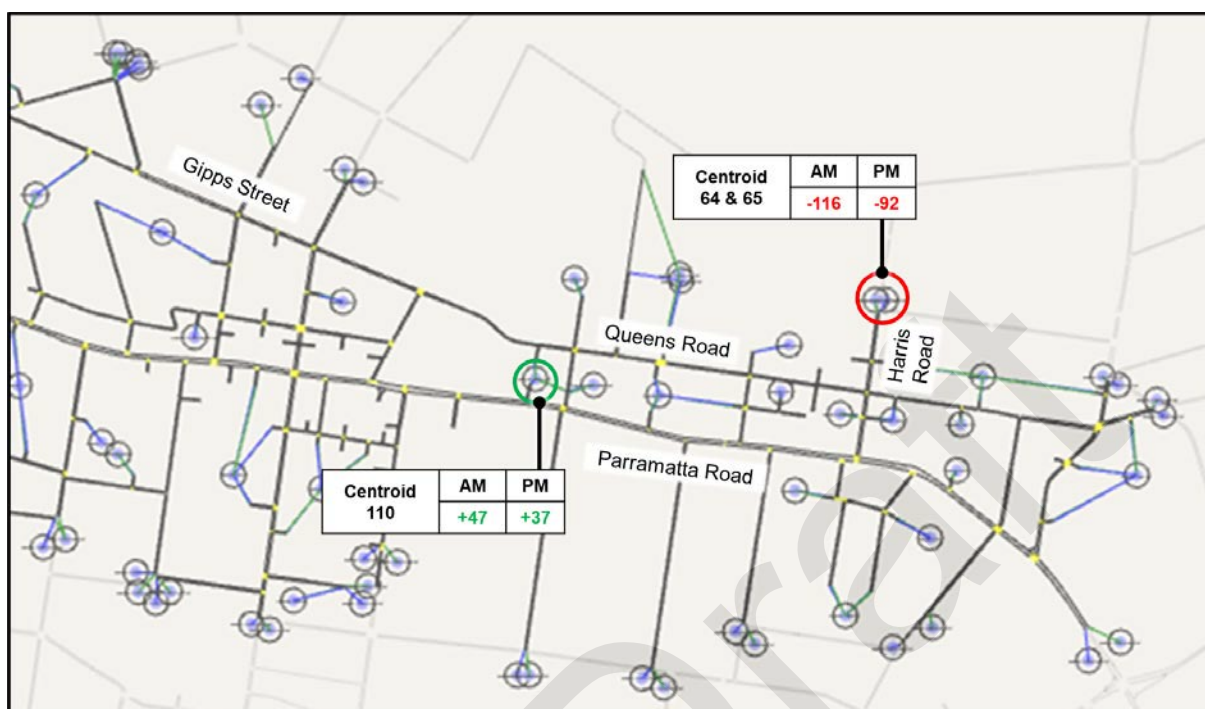 Gipps Street
Centroid 64 & 65
AM PM
-116 -92
Queens Road
Harris Road
Parramatta Road
Centroid 110
AM PM
+47 +37
Draft